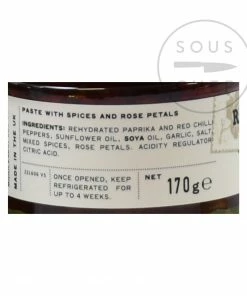 SOUS
PASTE WITH SPICES AND ROSE PETALS
INGREDIENTS: REHYDRATED PAPRIKA AND RED CHILLI
PEPPERS, SUNFLOWER OIL, SOYA OIL, GARLIC, SALT,
MIXED SPICES, ROSE PETALS. ACIDITY REGULATOR
CITRIC ACID.
MADE IN THE UK
ONCE OPENED, KEEP
REFRIGERATED FOR
UP TO 4 WEEKS.
NET
170g e
R